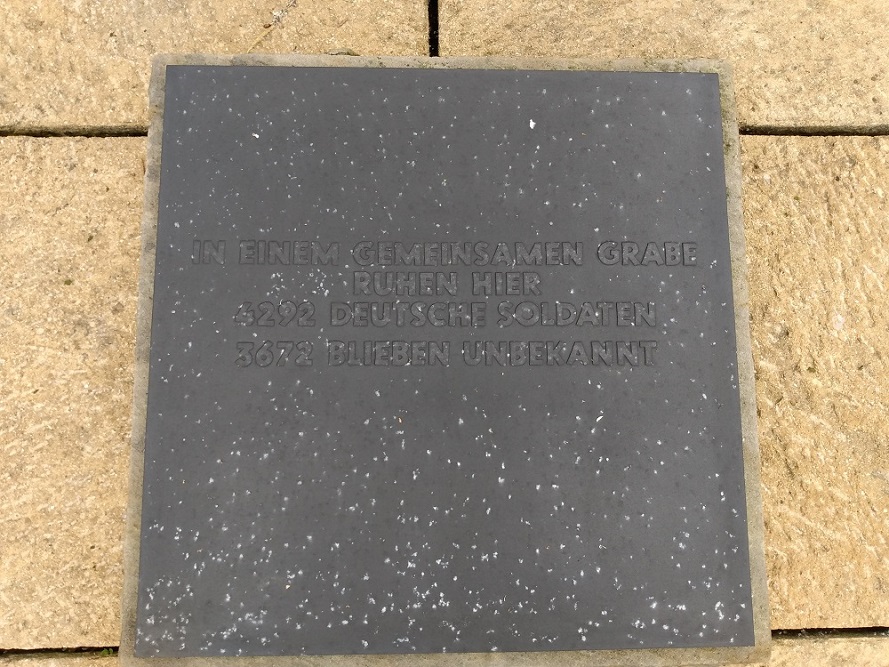 IN EINEM GEMEINSAMEN GRABE
RUHEN HIER
4292 DEUTSCHE SOLDATEN
3672 BLIEBEN UNBEKANNT